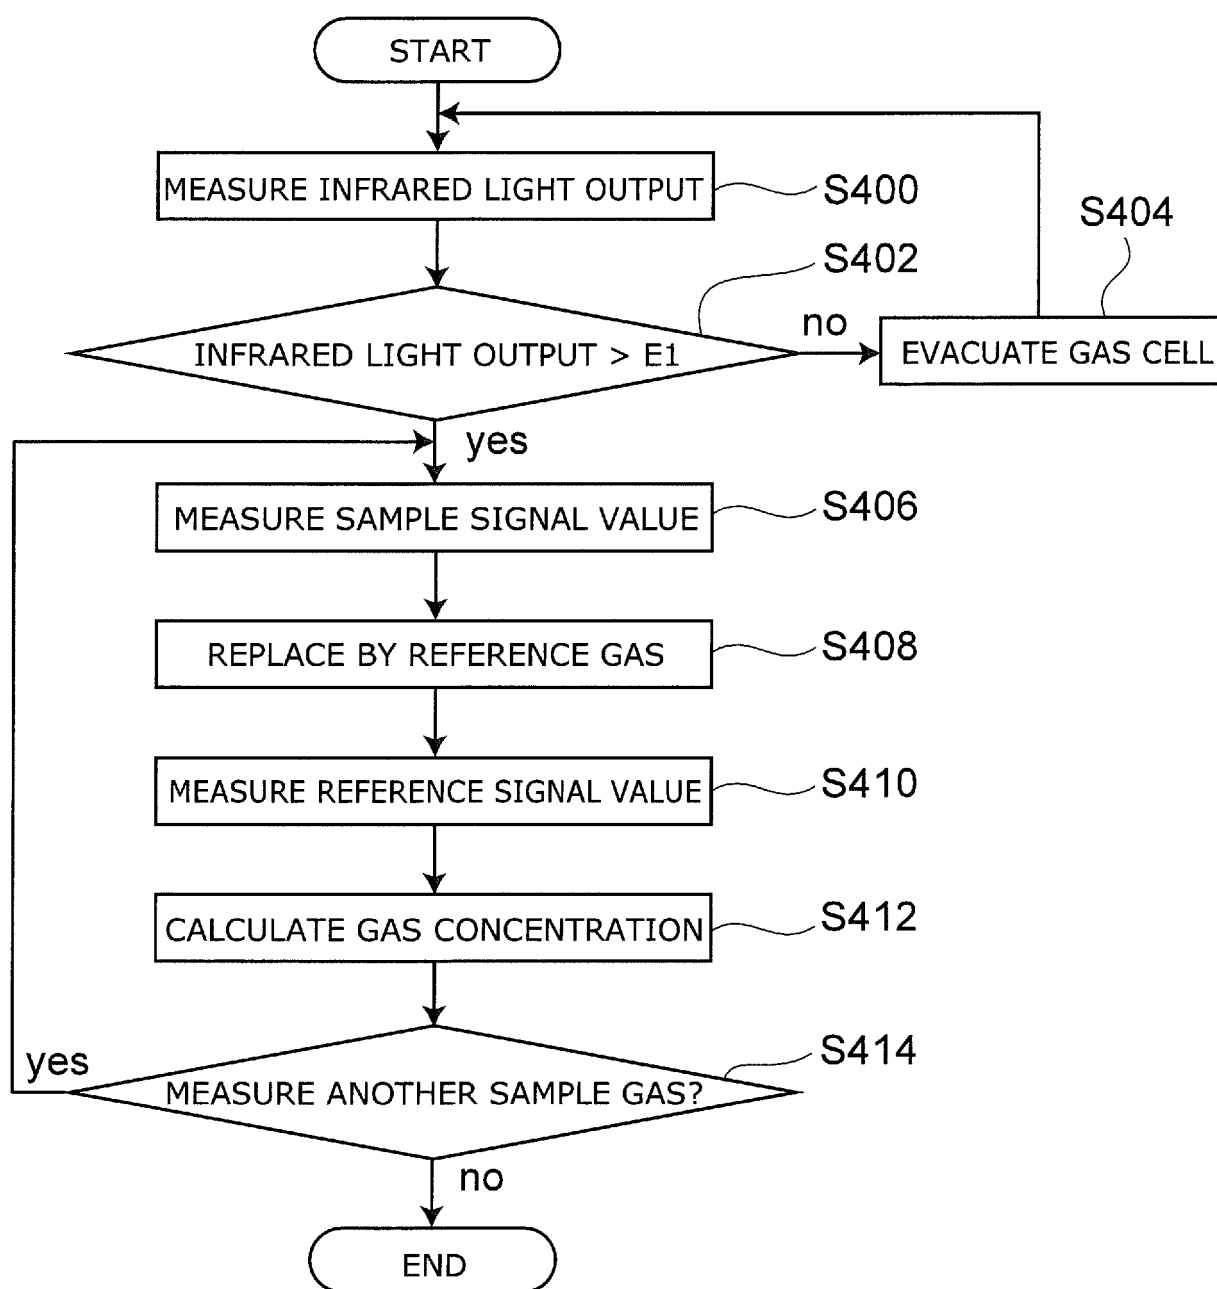 START
MEASURE INFRARED LIGHT OUTPUT
S400
S404
S402
INFRARED LIGHT OUTPUT > E1
no
EVACUATE GAS CELL
yes
MEASURE SAMPLE SIGNAL VALUE
S406
REPLACE BY REFERENCE GAS
S408
MEASURE REFERENCE SIGNAL VALUE
S410
CALCULATE GAS CONCENTRATION
S412
S414
yes
MEASURE ANOTHER SAMPLE GAS?
no
END